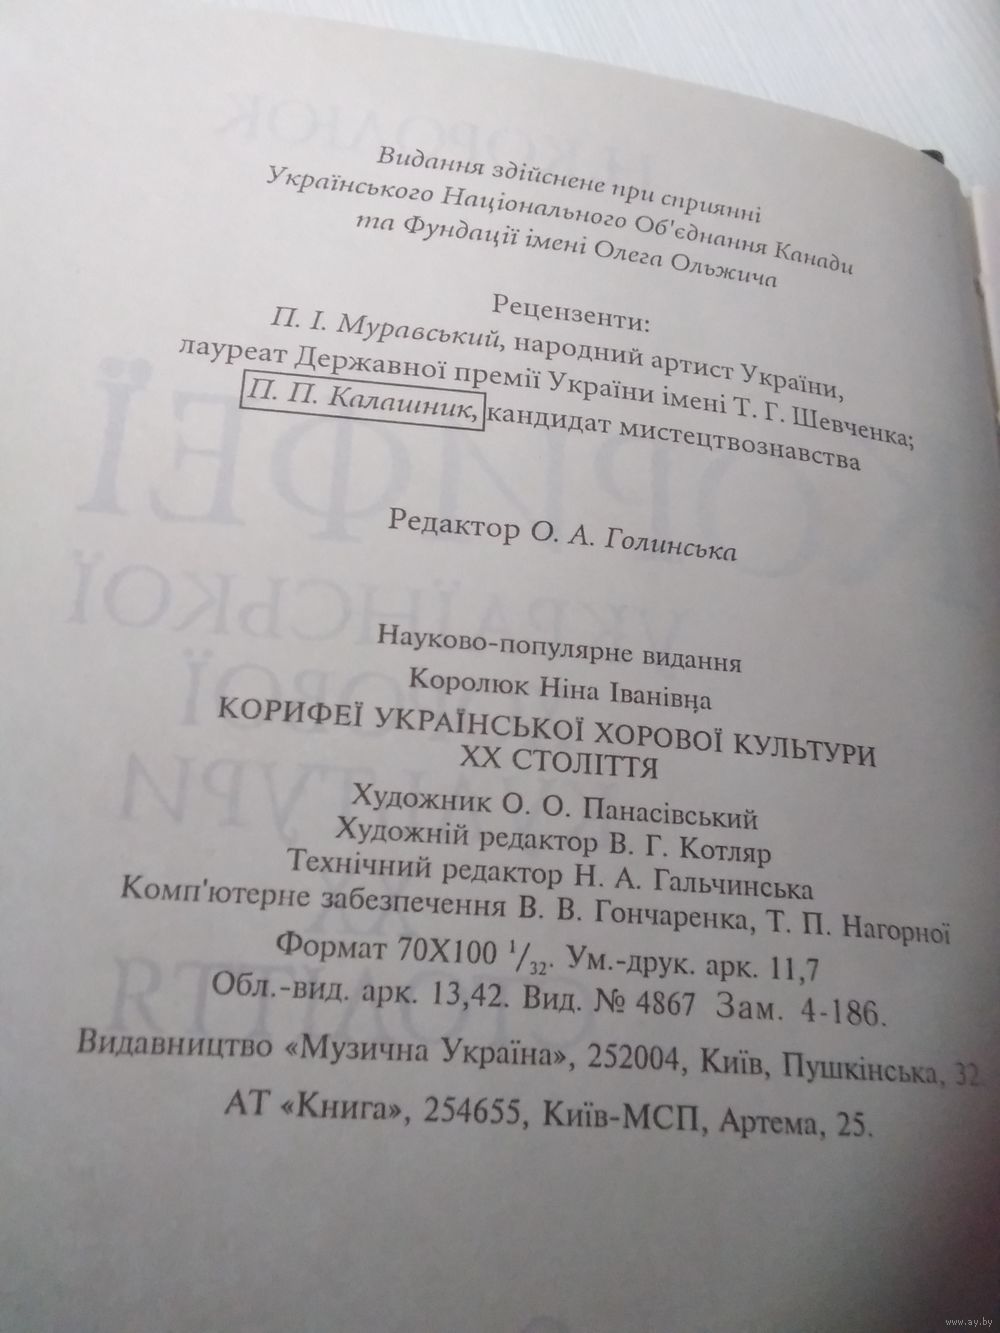 Видання здійснене при сприянні
Українського Національного Об'єднання Канади
та Фундації імені Олега Ольжича
Рецензенти:
П. І. Муравський, народний артист України,
лауреат Державної премії України імені Т. Г. Шевченка;
П. П. Калашник, кандидат мистецтвознавства
Редактор О. А. Голинська
Науково-популярне видання
Королюк Ніна Іванівна
КОРИФЕЇ УКРАЇНСЬКОЇ ХОРОВОЇ КУЛЬТУРИ
XX СТОЛІТТЯ
Художник О. О. Панасівський
Художній редактор В. Г. Котляр
Технічний редактор Н. А. Гальчинська
Комп'ютерне забезпечення В. В. Гончаренка, Т. П. Нагорної
Формат 70X100 1/32. Ум.-друк. арк. 11,7
Обл.-вид. арк. 13,42. Вид. № 4867 Зам. 4-186.
Видавництво «Музична Україна», 252004, Київ, Пушкінська, 32.
АТ «Книга», 254655, Київ-МСП, Артема, 25.
www.ay.by